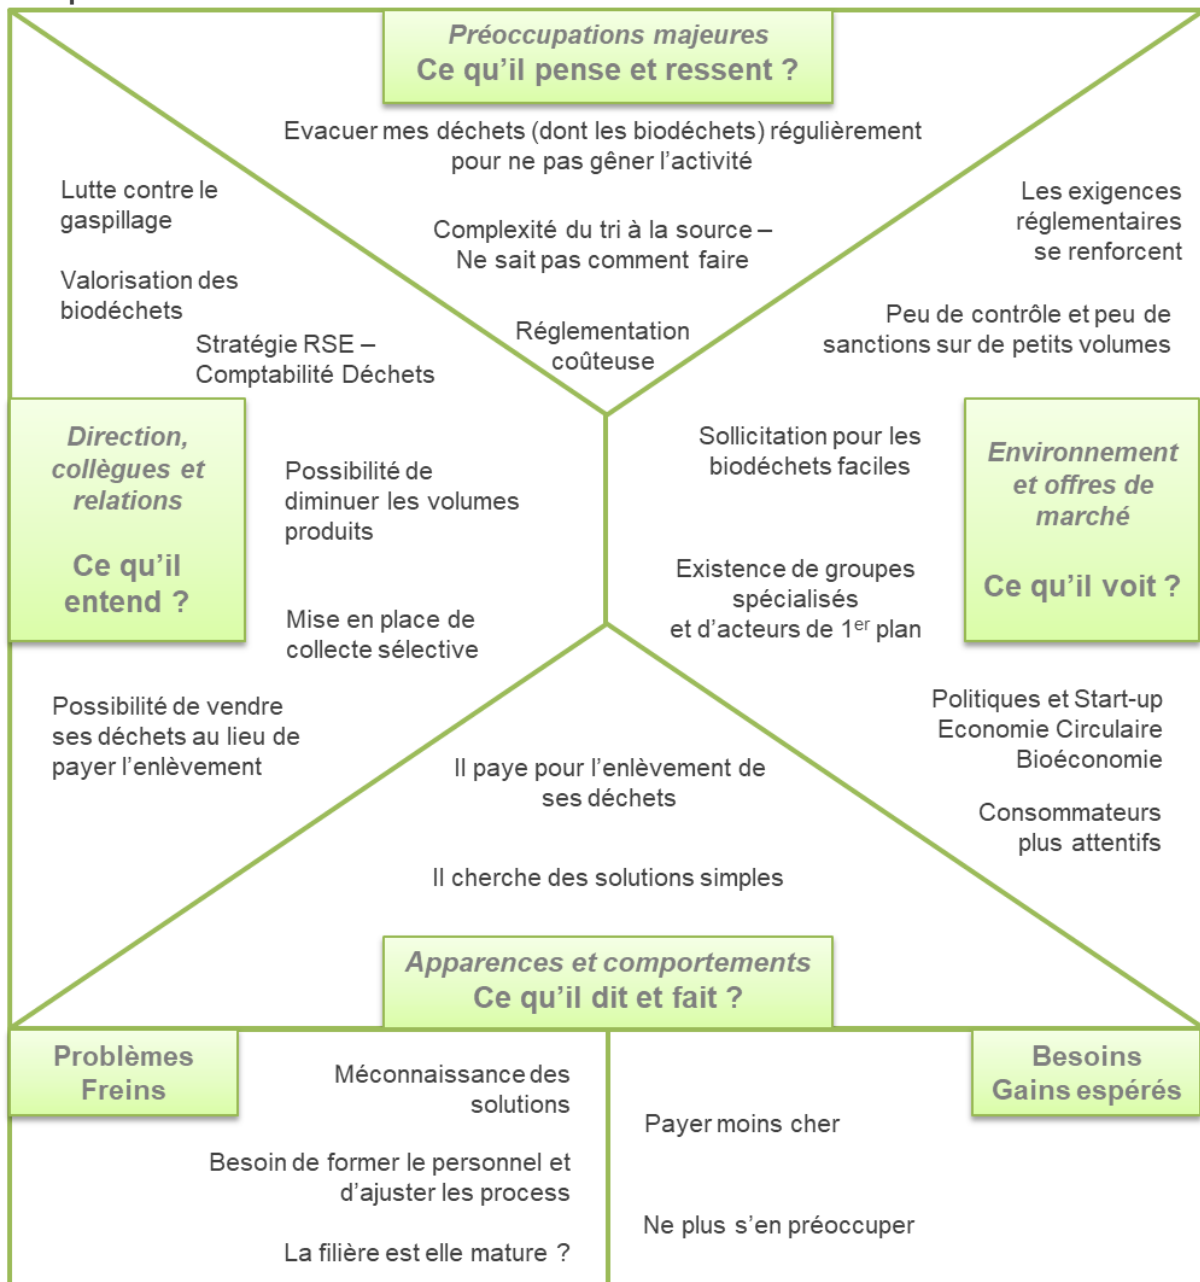 Préoccupations majeures
Ce qu’il pense et ressent ?
Evacuer mes déchets (dont les biodéchets) régulièrement
pour ne pas gêner l’activité
Complexité du tri à la source –
Ne sait pas comment faire
Réglementation
coûteuse
Lutte contre le
gaspillage
Valorisation des
biodéchets
Stratégie RSE –
Comptabilité Déchets
Direction,
collègues et
relations
Ce qu’il
entend ?
Possibilité de
diminuer les volumes
produits
Mise en place de
collecte sélective
Possibilité de vendre
ses déchets au lieu de
payer l’enlèvement
Les exigences
réglementaires
se renforcent
Peu de contrôle et peu de
sanctions sur de petits volumes
Sollicitation pour les
biodéchets faciles
Environnement
et offres de
marché
Ce qu’il voit ?
Existence de groupes
spécialisés
et d’acteurs de 1er plan
Politiques et Start-up
Economie Circulaire
Bioéconomie
Consommateurs
plus attentifs
Il paye pour l’enlèvement de
ses déchets
Il cherche des solutions simples
Apparences et comportements
Ce qu’il dit et fait ?
Problèmes
Freins
Méconnaissance des
solutions
Besoin de former le personnel et
d’ajuster les process
La filière est elle mature ?
Besoins
Gains espérés
Payer moins cher
Ne plus s’en préoccuper